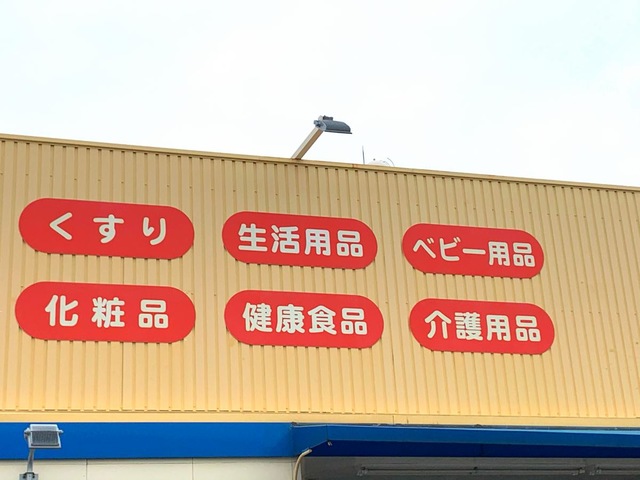 くすり
生活用品
ベビー用品
化粧品
健康食品
介護用品